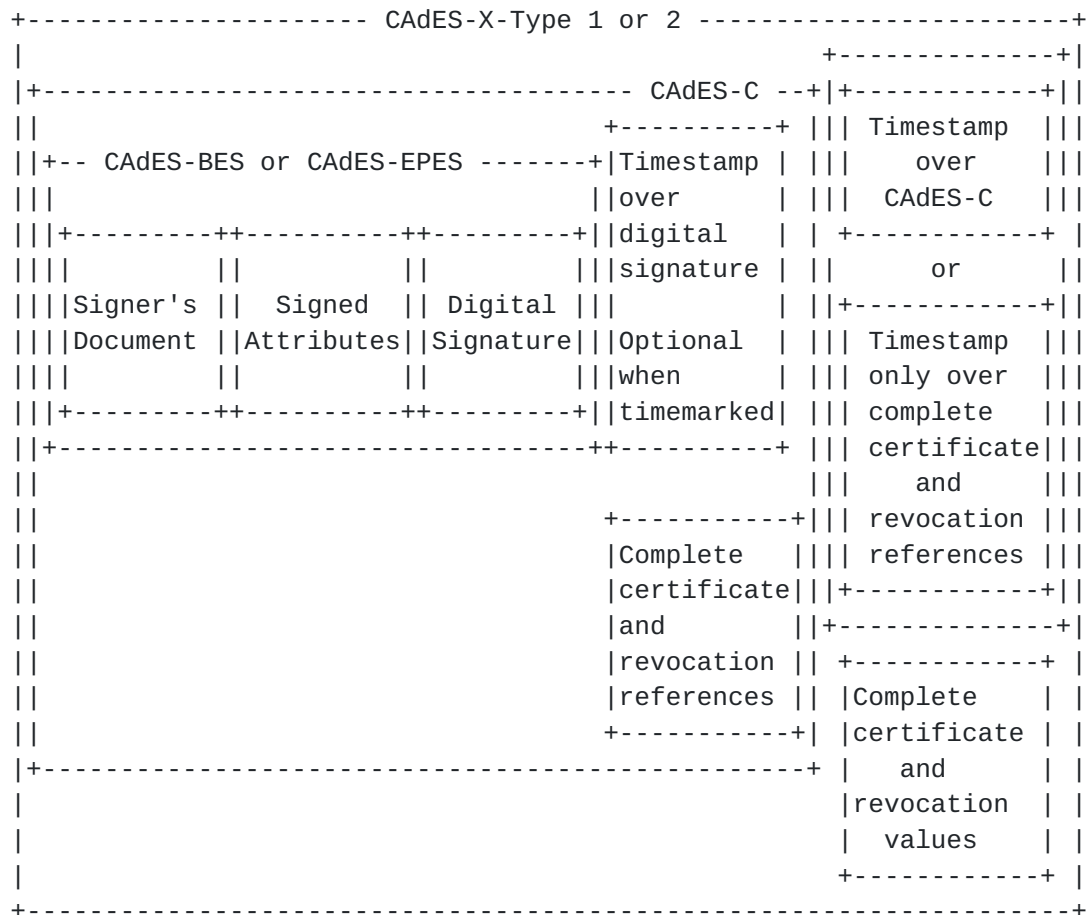 +-------------------- CAdES-X-Type 1 or 2 ----------------------+
|                                               +--------------+|
|+---------------------------------- CAdES-C --+|+------------+||
||                                 +----------+ ||| Timestamp  |||
||+-- CAdES-BES or CAdES-EPES -------+|Timestamp | |||    over      |||
|||                                ||over      | |||  CAdES-C   |||
|||+---------++----------++---------+||digital   | | +------------+ |
||||         ||          ||         |||signature | ||      or      ||
||||Signer's ||  Signed  || Digital |||          | ||+------------+||
||||Document ||Attributes||Signature|||Optional  | ||| Timestamp  |||
||||         ||          ||         |||when      | ||| only over  |||
|||+---------++----------++---------+||timemarked| ||| complete   |||
||+-------------------------------++----------+ ||| certificate|||
||                                              |||    and     |||
||                                 +-----------+||| revocation |||
||                                 |Complete   |||| references |||
||                                 |certificate|||+------------+||
||                                 |and        ||+--------------+|
||                                 |revocation || +------------+ |
||                                 |references || |Complete    | |
||                                 +-----------+| |certificate | |
|+--------------------------------------------+ |   and      | |
|                                               |revocation  | |
|                                               |  values    | |
|                                               +------------+ |
+---------------------------------------------------------------+